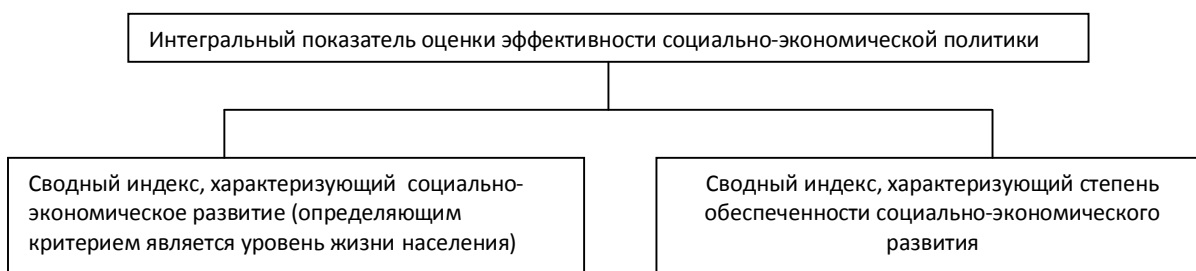 Интегральный показатель оценки эффективности социально-экономической политики
Сводный индекс, характеризующий социально-
экономическое развитие (определяющим
критерием является уровень жизни населения)
Сводный индекс, характеризующий степень
обеспеченности социально-экономического
развития